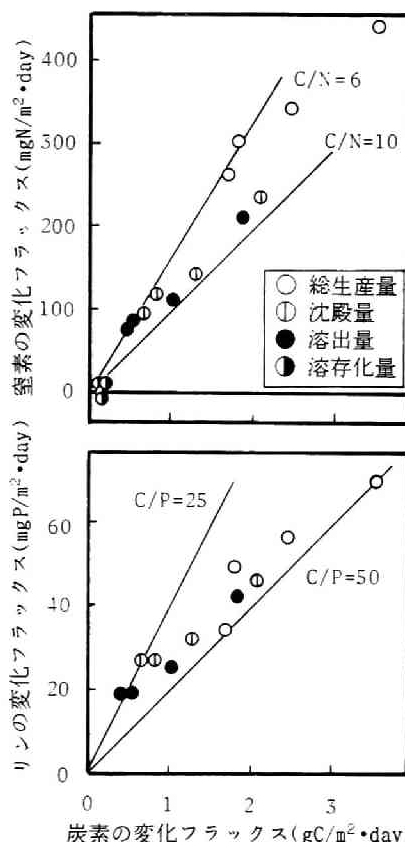 窒素の変化フラックス(mgN/m²•day)
400
300
200
100
0
C/N=6
C/N=10
総生産量
沈殿量
溶出量
溶存化量
リンの変化フラックス(mgP/m²•day)
60
40
20
0
C/P=25
C/P=50
0 1 2 3
炭素の変化フラックス(gC/m²•day